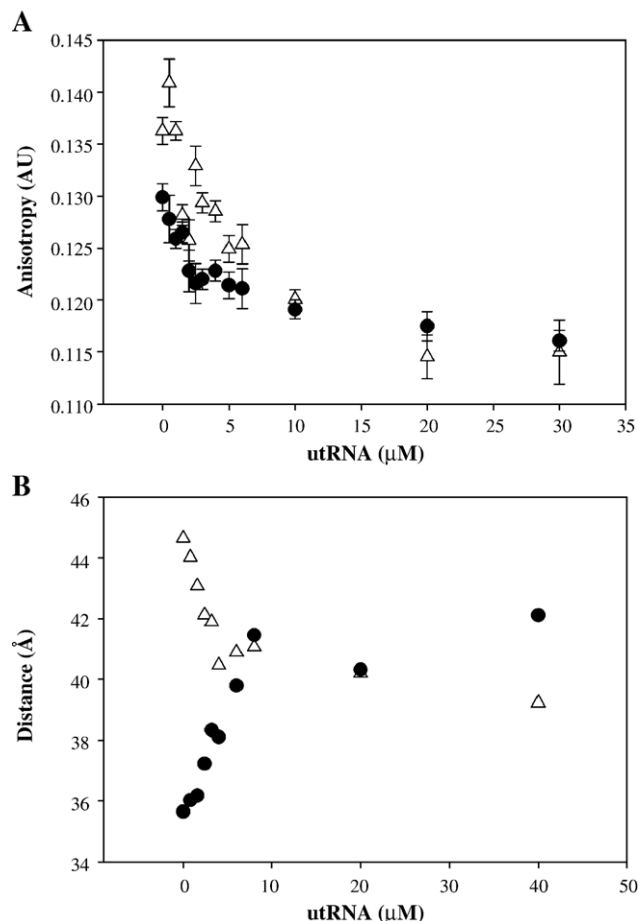 A
0.145
0.140
0.135
0.130
0.125
0.120
0.115
0.110
Anisotropy (AU)
0 5 10 15 20 25 30 35
utRNA (μM)
B
46
44
42
40
38
36
34
Distance (Å)
0 10 20 30 40 50
utRNA (μM)